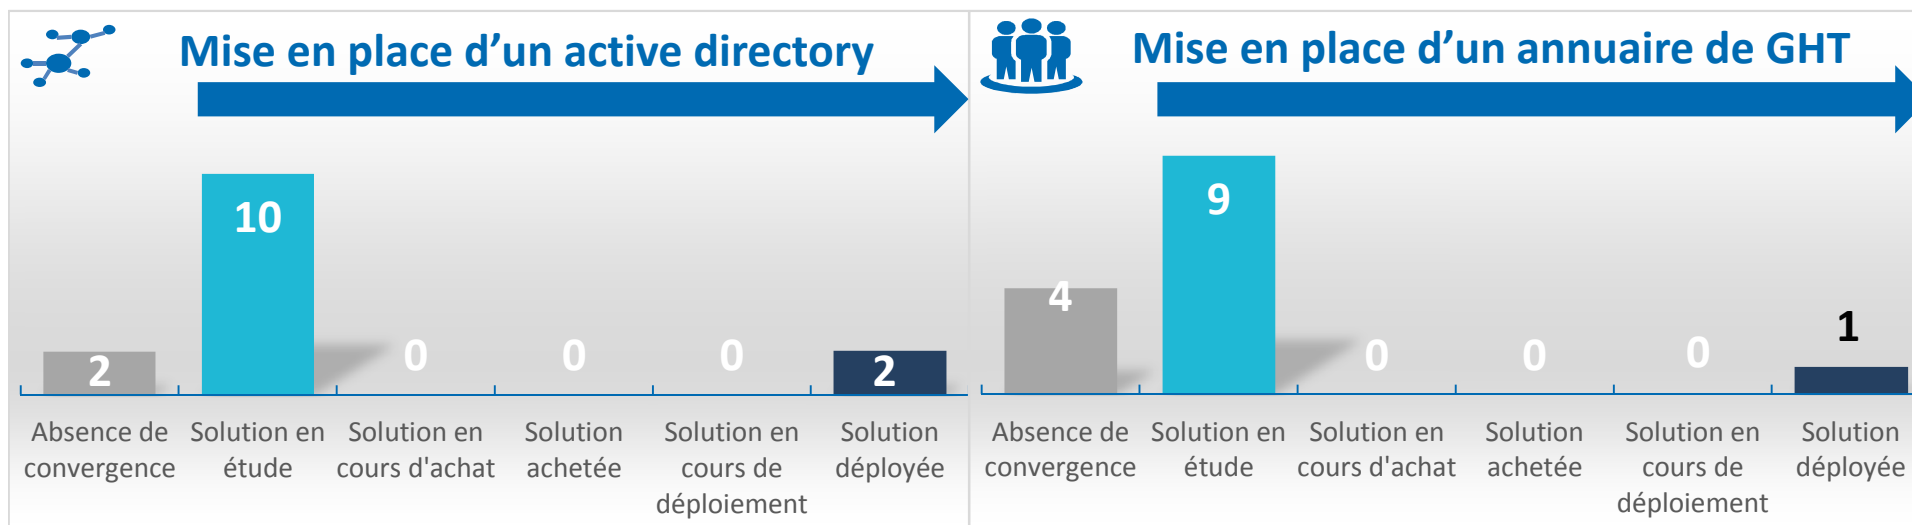 Mise en place d’un active directory
10
2
0
0
0
2
Absence de
convergence
Solution en
étude
Solution en
cours d'achat
Solution
achetée
Solution en
cours de
déploiement
Solution
déployée
Mise en place d’un annuaire de GHT
9
4
0
0
0
1
Absence de
convergence
Solution en
étude
Solution en
cours d'achat
Solution
achetée
Solution en
cours de
déploiement
Solution
déployée